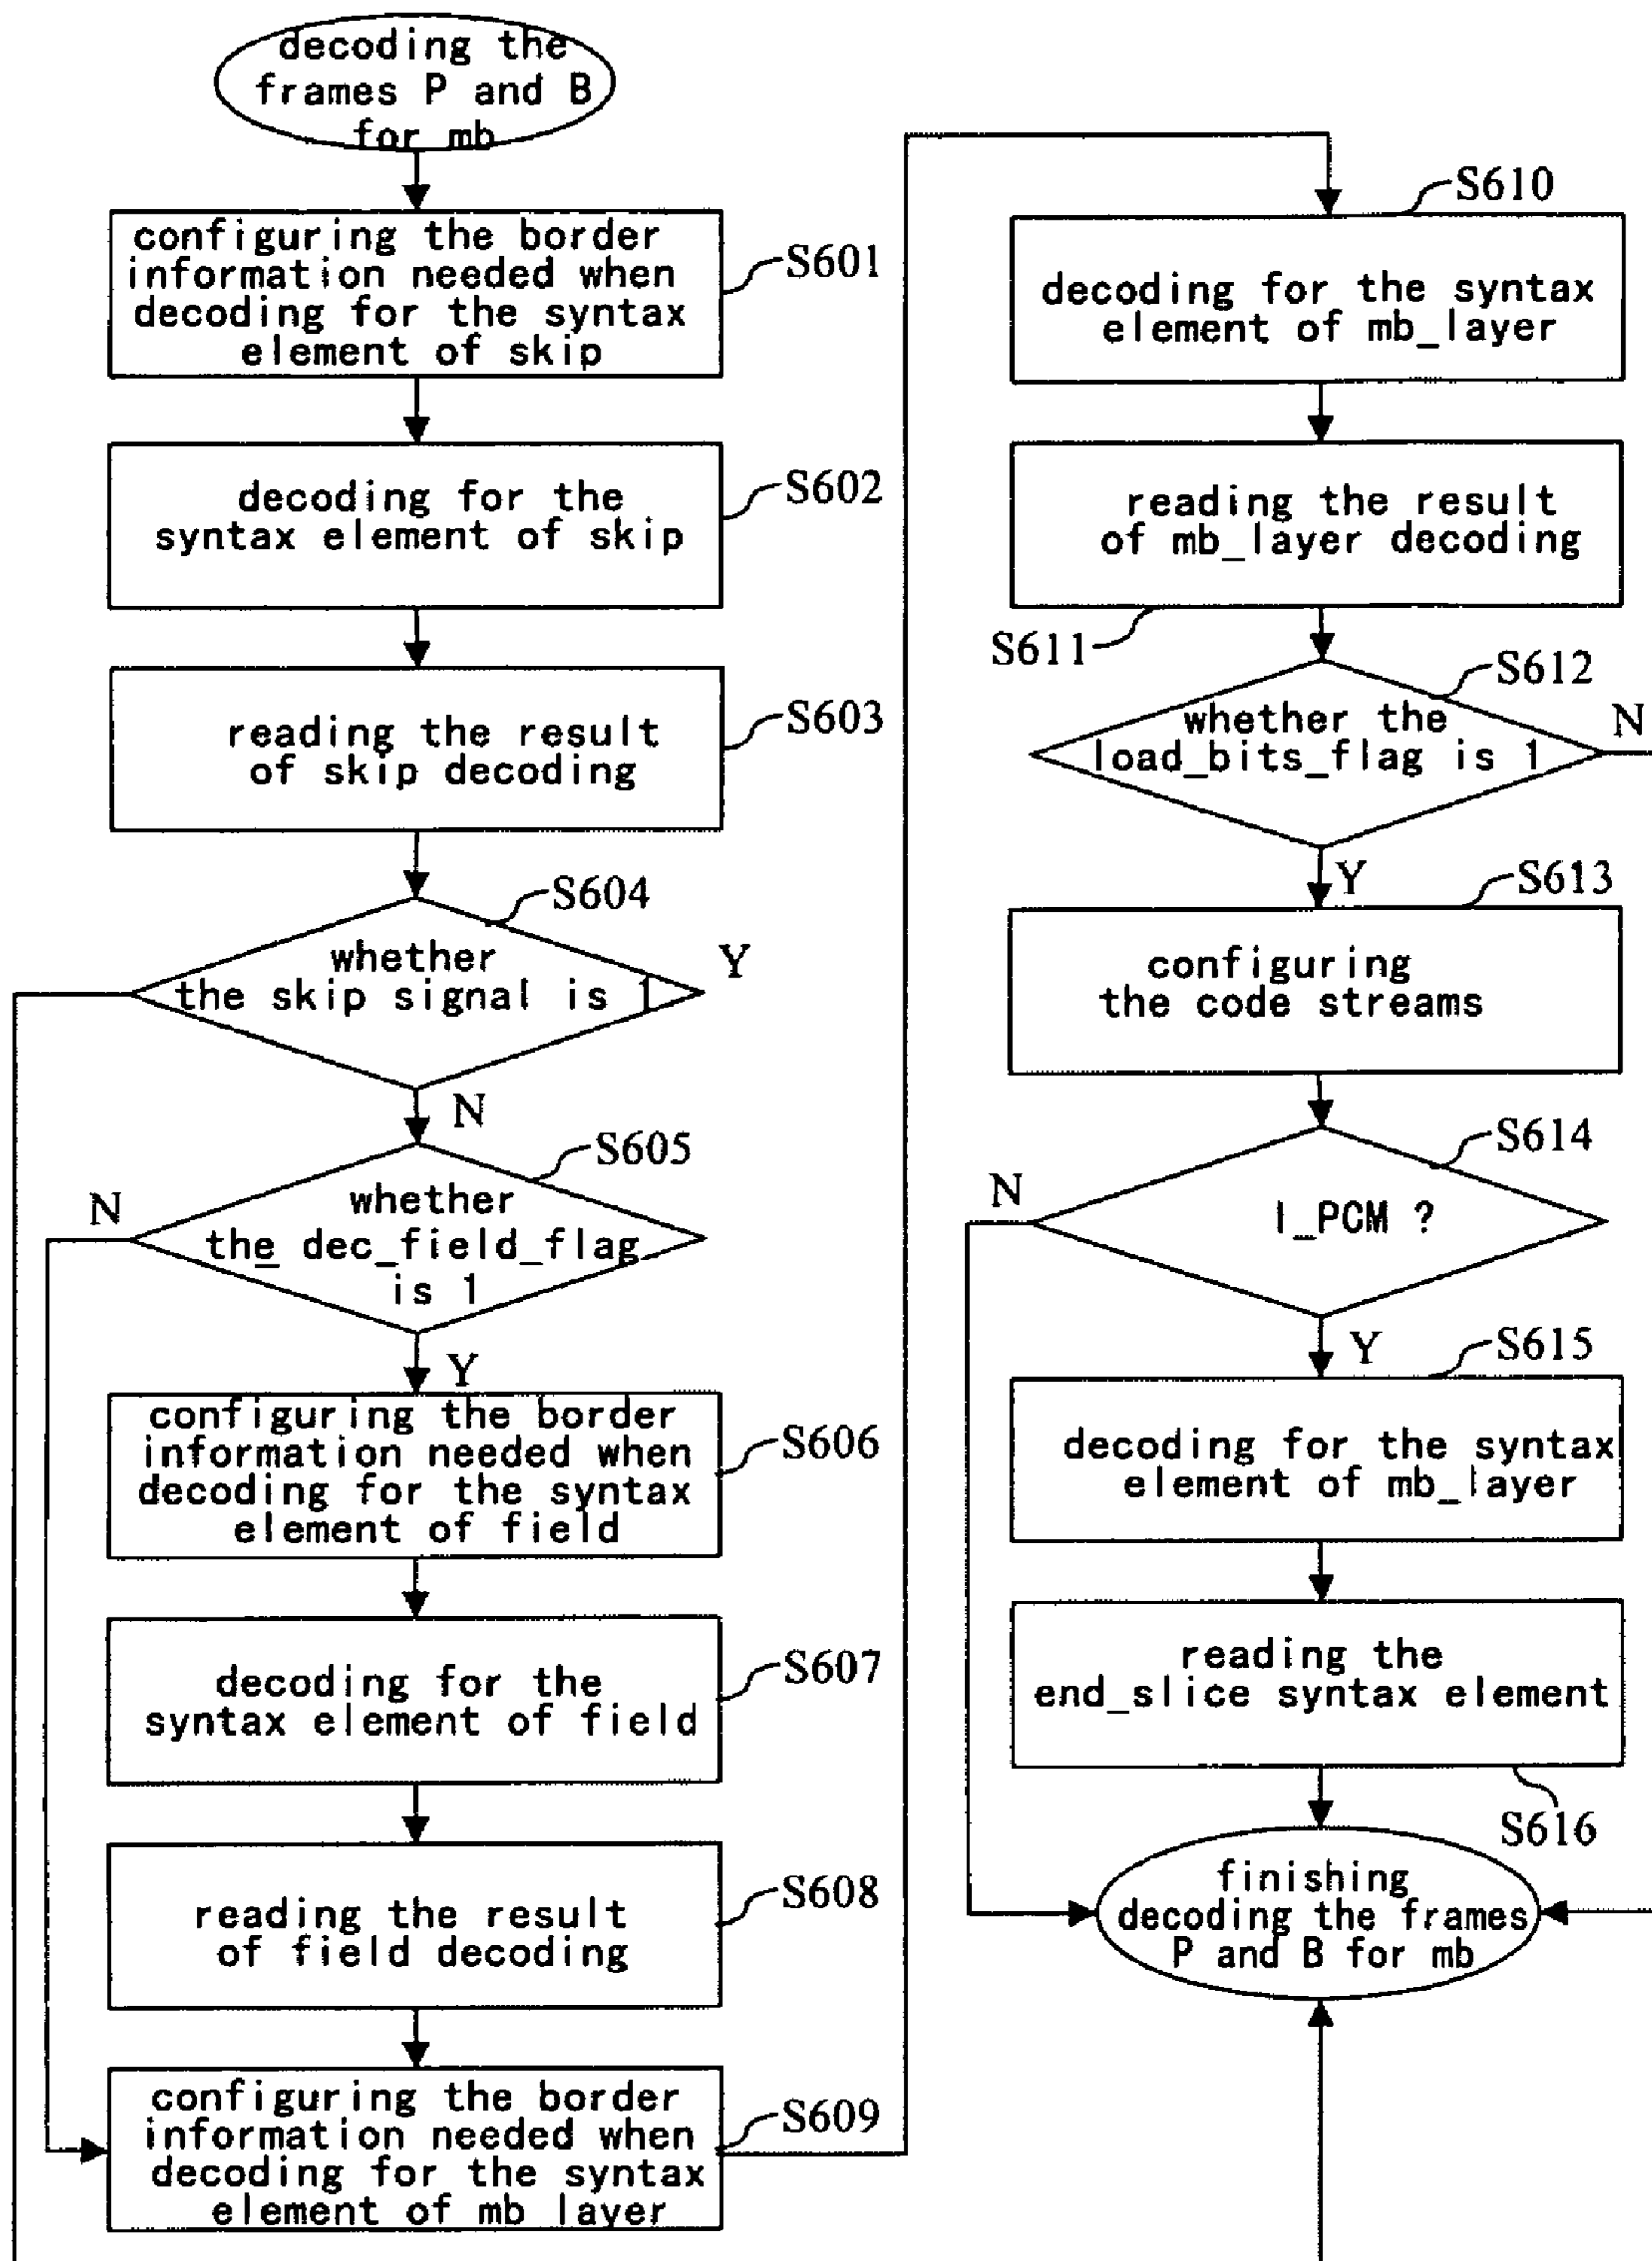 decoding the
frames P and B
for mb
configuring the border
information needed when
decoding for the syntax
element of skip
S601
decoding for the
syntax element of skip
S602
reading the result
of skip decoding
S603
S604
whether
the skip signal is 1
Y
N
S605
whether
the dec_field_flag
is 1
N
Y
configuring the border
information needed when
decoding for the syntax
element of field
S606
decoding for the
syntax element of field
S607
reading the result
of field decoding
S608
configuring the border
information needed when
decoding for the syntax
element of mb layer
S609
S610
decoding for the syntax
element of mb_layer
reading the result
of mb_layer decoding
S611
S612
whether the
load_bits_flag is 1
N
Y
S613
configuring
the code streams
S614
N
I_PCM ?
Y
S615
decoding for the syntax
element of mb_layer
reading the
end_slice syntax element
S616
finishing
decoding the frames
P and B for mb